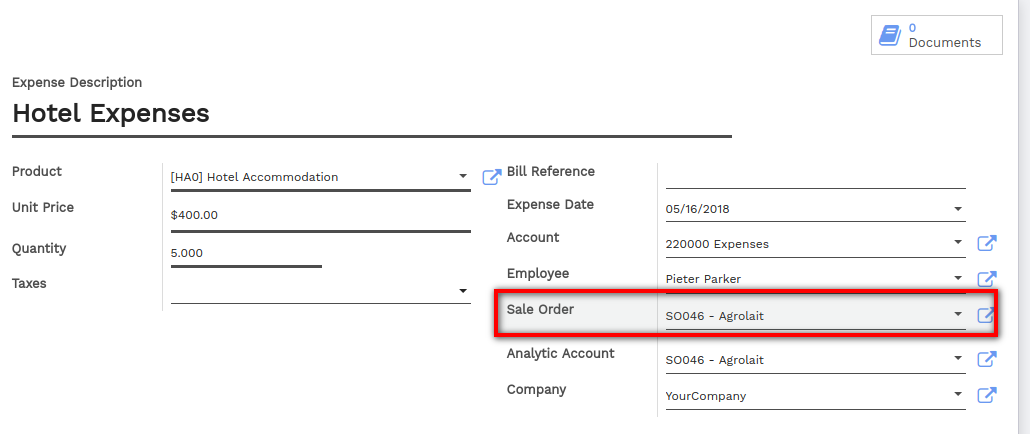 0
Documents
Expense Description
Hotel Expenses
Product
[HA0] Hotel Accommodation
Unit Price
$400.00
Quantity
5.000
Taxes
Bill Reference
Expense Date
05/16/2018
Account
220000 Expenses
Employee
Pieter Parker
Sale Order
SO046 - Agrolait
Analytic Account
SO046 - Agrolait
Company
YourCompany